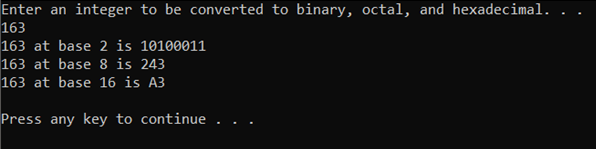 Enter an integer to be converted to binary, octal, and hexadecimal. . .
163
163 at base 2 is 10100011
163 at base 8 is 243
163 at base 16 is A3
Press any key to continue . . .